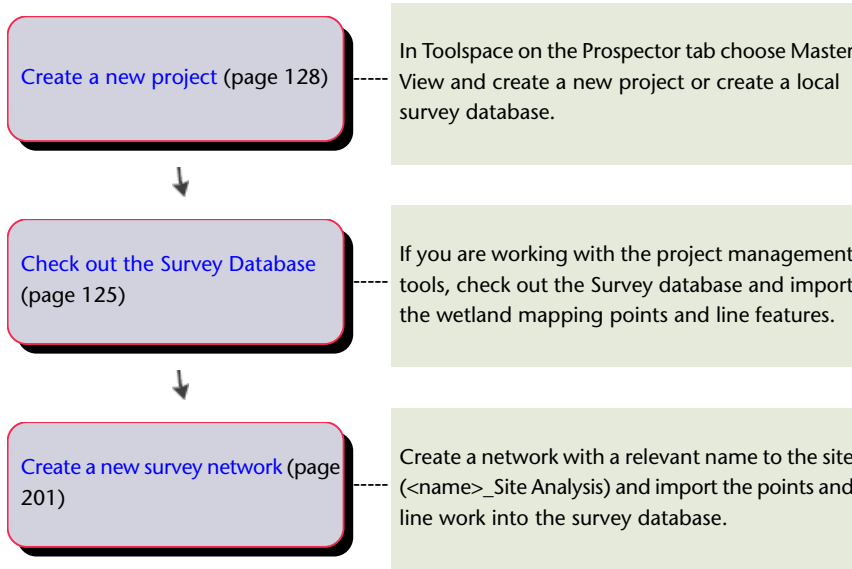 Create a new project (page 128)
In Toolspace on the Prospector tab choose Master
View and create a new project or create a local
survey database.
Check out the Survey Database
(page 125)
If you are working with the project management
tools, check out the Survey database and import
the wetland mapping points and line features.
Create a new survey network (page
201)
Create a network with a relevant name to the site
(<name>_Site Analysis) and import the points and
line work into the survey database.